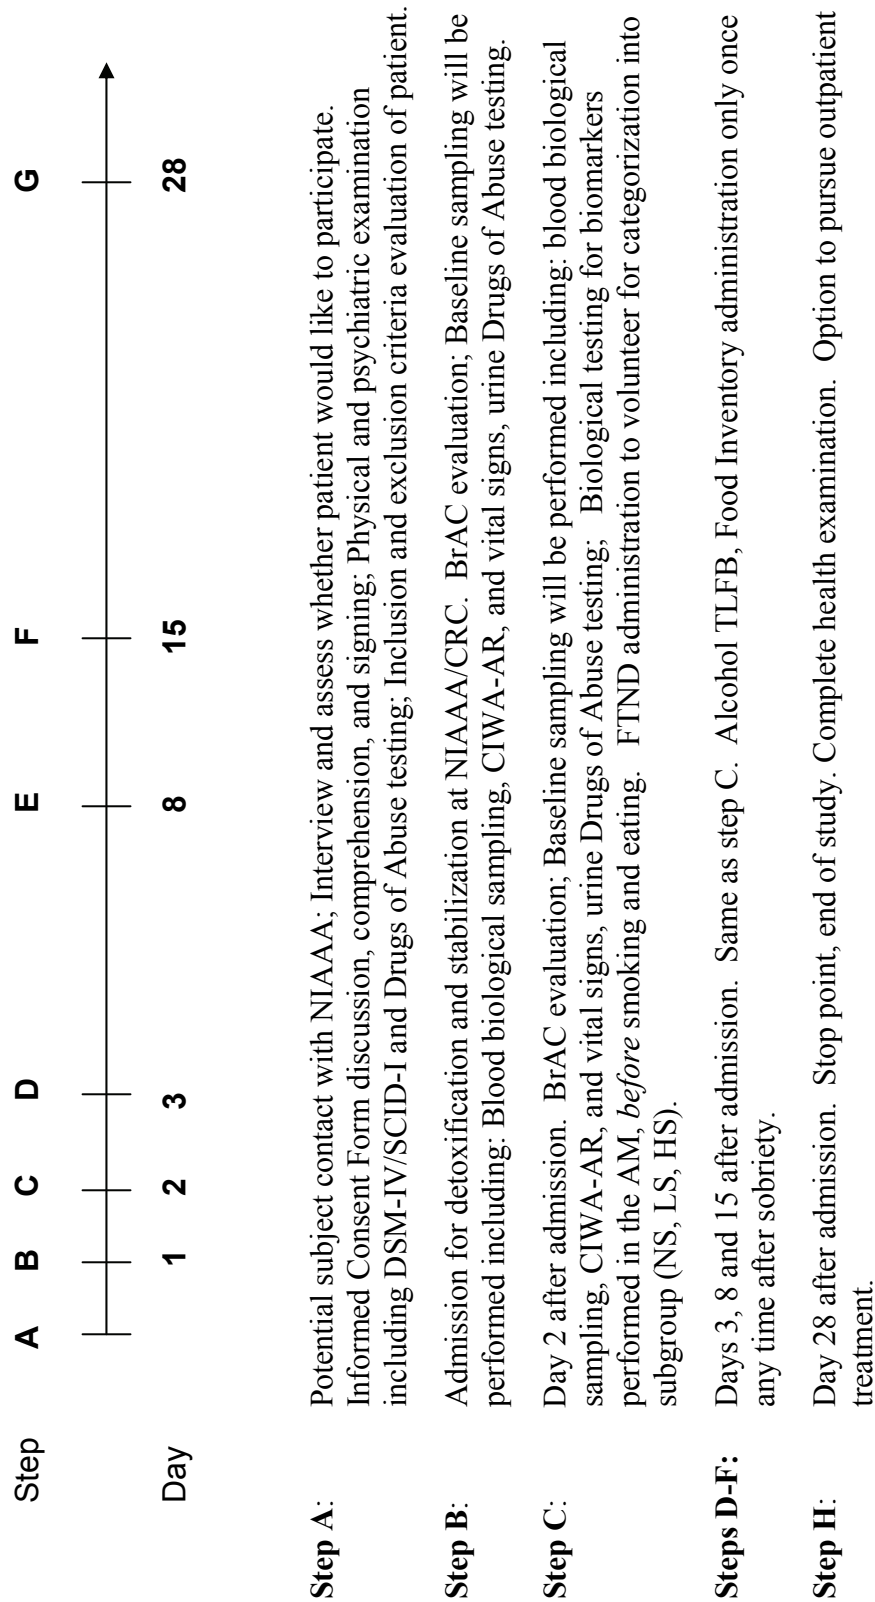 Step A B C D E F G
Day 1 2 3 8 15 28
Step A: Potential subject contact with NIAAA; Interview and assess whether patient would like to participate.
Informed Consent Form discussion, comprehension, and signing; Physical and psychiatric examination
including DSM-IV/SCID-I and Drugs of Abuse testing; Inclusion and exclusion criteria evaluation of patient.
Step B: Admission for detoxification and stabilization at NIAAA/CRC. BrAC evaluation; Baseline sampling will be
performed including: Blood biological sampling, CIWA-AR, and vital signs, urine Drugs of Abuse testing.
Step C: Day 2 after admission. BrAC evaluation; Baseline sampling will be performed including: blood biological
sampling, CIWA-AR, and vital signs, urine Drugs of Abuse testing; Biological testing for biomarkers
performed in the AM, before smoking and eating. FTND administration to volunteer for categorization into
subgroup (NS, LS, HS).
Steps D-F: Days 3, 8 and 15 after admission. Same as step C. Alcohol TLFB, Food Inventory administration only once
any time after sobriety.
Step H: Day 28 after admission. Stop point, end of study. Complete health examination. Option to pursue outpatient
treatment.